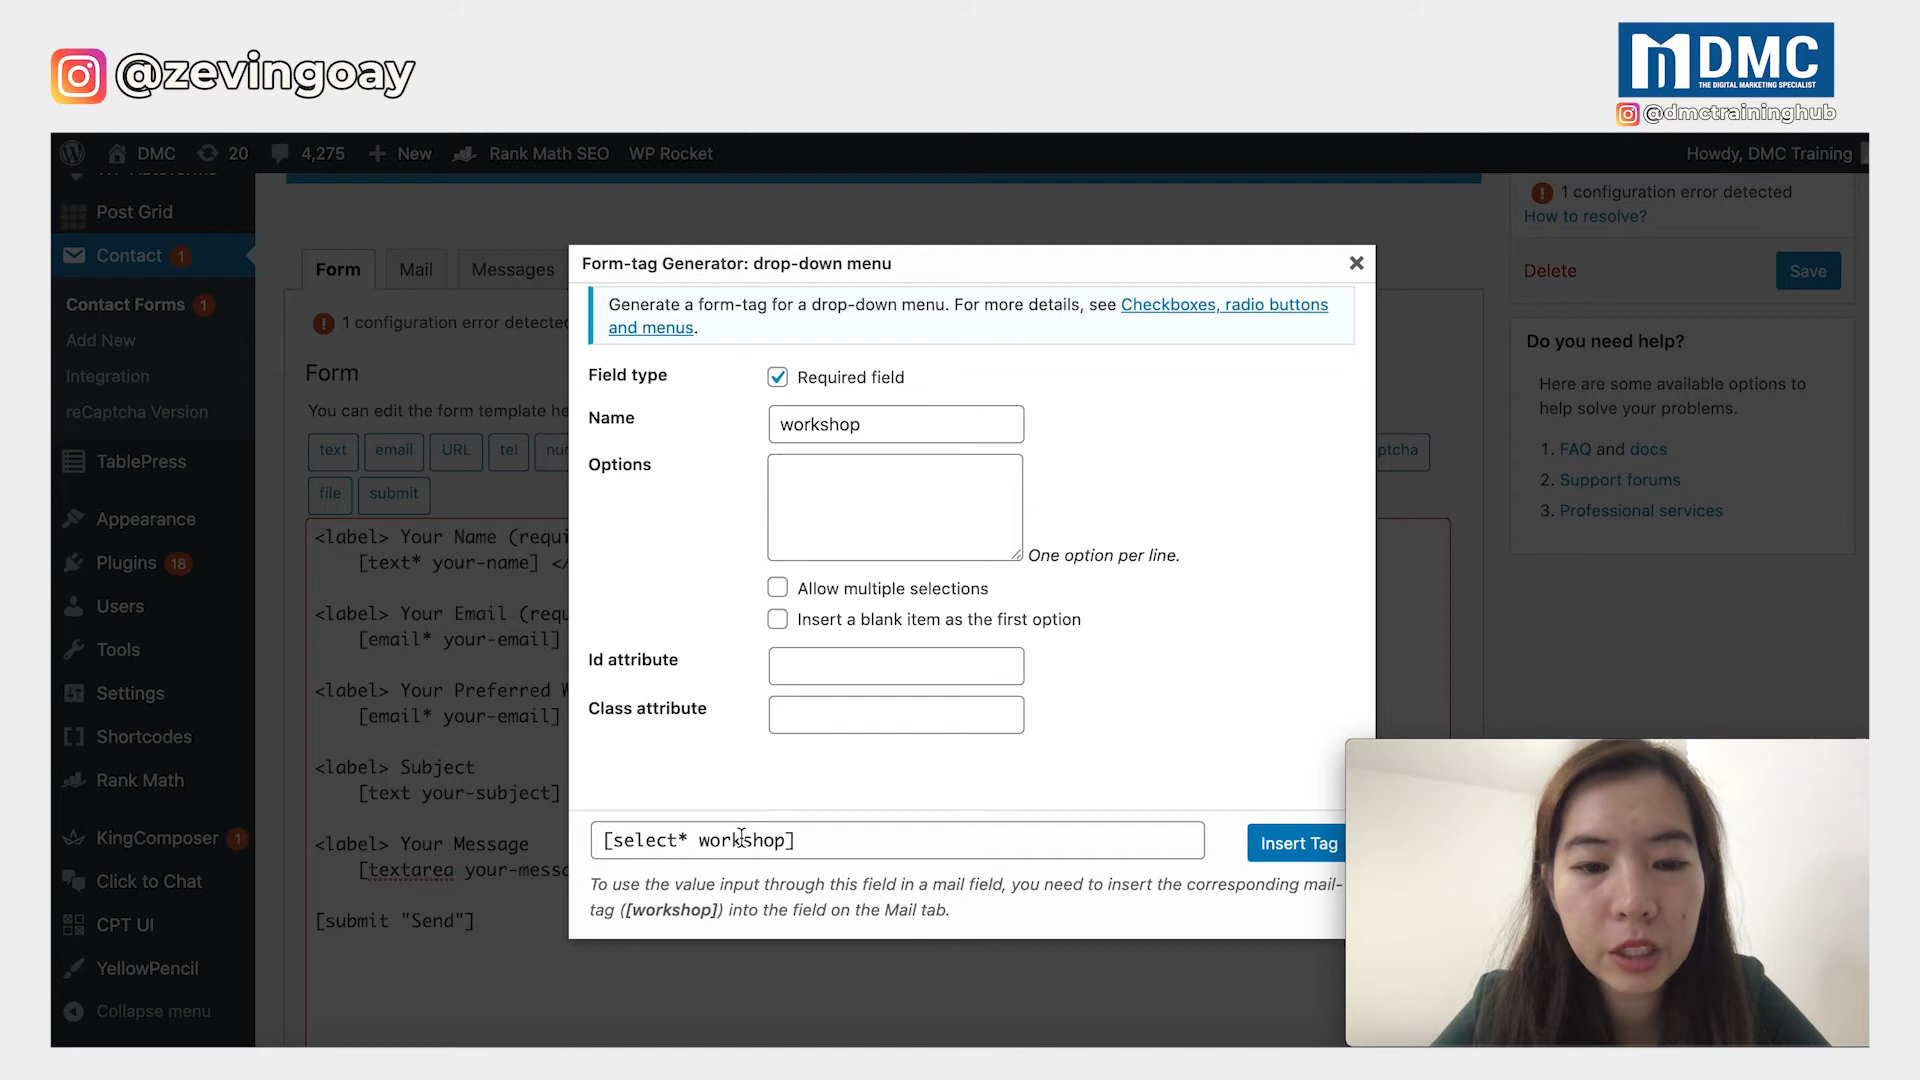 @zevingoay
DMC
THE DIGITAL MARKETING SPECIALIST
@dmctraininghub
DMC
20
4,275
New
Rank Math SEO
WP Rocket
Howdy, DMC Training
Post Grid
Contact 1
Contact Forms 1
Add New
Integration
reCaptcha Version
TablePress
Appearance
Plugins 18
Users
Tools
Settings
Shortcodes
Rank Math
KingComposer 1
Click to Chat
CPT UI
YellowPencil
Collapse menu
Form
Mail
Messages
1 configuration error detected
Form
You can edit the form template he
text
email
URL
tel
nu
ptcha
file
submit
<label> Your Name (requi
[text* your-name] </
<label> Your Email (requ
[email* your-email]
<label> Your Preferred W
[email* your-email]
<label> Subject
[text your-subject]
<label> Your Message
[textarea your-messa
[submit "Send"]
Form-tag Generator: drop-down menu
Generate a form-tag for a drop-down menu. For more details, see Checkboxes, radio buttons
and menus.
Field type
Required field
Name
workshop
Options
One option per line.
Allow multiple selections
Insert a blank item as the first option
Id attribute
Class attribute
[select* workshop]
Insert Tag
To use the value input through this field in a mail field, you need to insert the corresponding mail-
tag ([workshop]) into the field on the Mail tab.
1 configuration error detected
How to resolve?
Delete
Save
Do you need help?
Here are some available options to
help solve your problems.
1. FAQ and docs
2. Support forums
3. Professional services